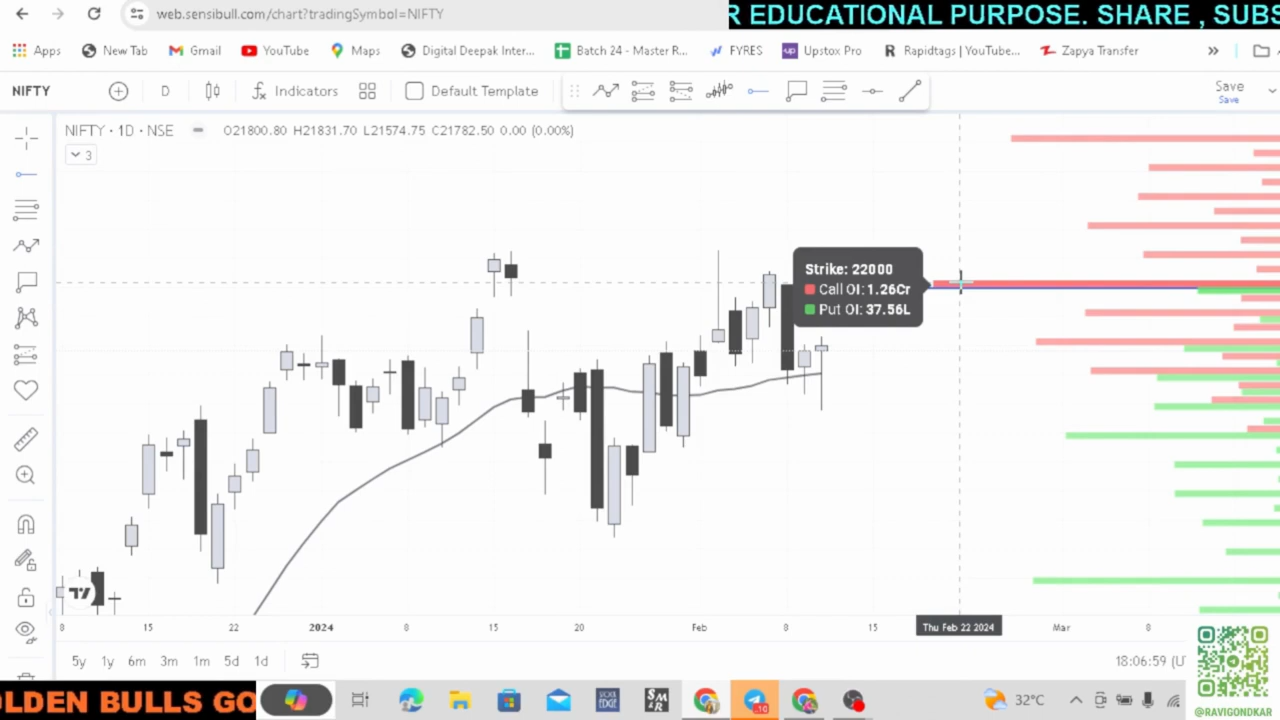 R EDUCATIONAL PURPOSE. SHARE , SUBS
web.sensibull.com/chart?tradingSymbol=NIFTY
Apps New Tab Gmail YouTube Maps Digital Deepak Inter... Batch 24 - Master R... FYRES Upstox Pro Rapidtags | YouTube... Zapya Transfer
NIFTY D Indicators Default Template Save
Save
NIFTY · 1D · NSE O21800.80 H21831.70 L21574.75 C21782.50 0.00 (0.00%)
3
Strike: 22000
Call OI: 1.26Cr
Put OI: 37.56L
8 15 22 2024 8 15 20 Feb 8 15 Thu Feb 22 2024 Mar 8
5y 1y 6m 3m 1m 5d 1d 18:06:59 (U
OLDEN BULLS GO 32°C
@RAVIGONDKAR